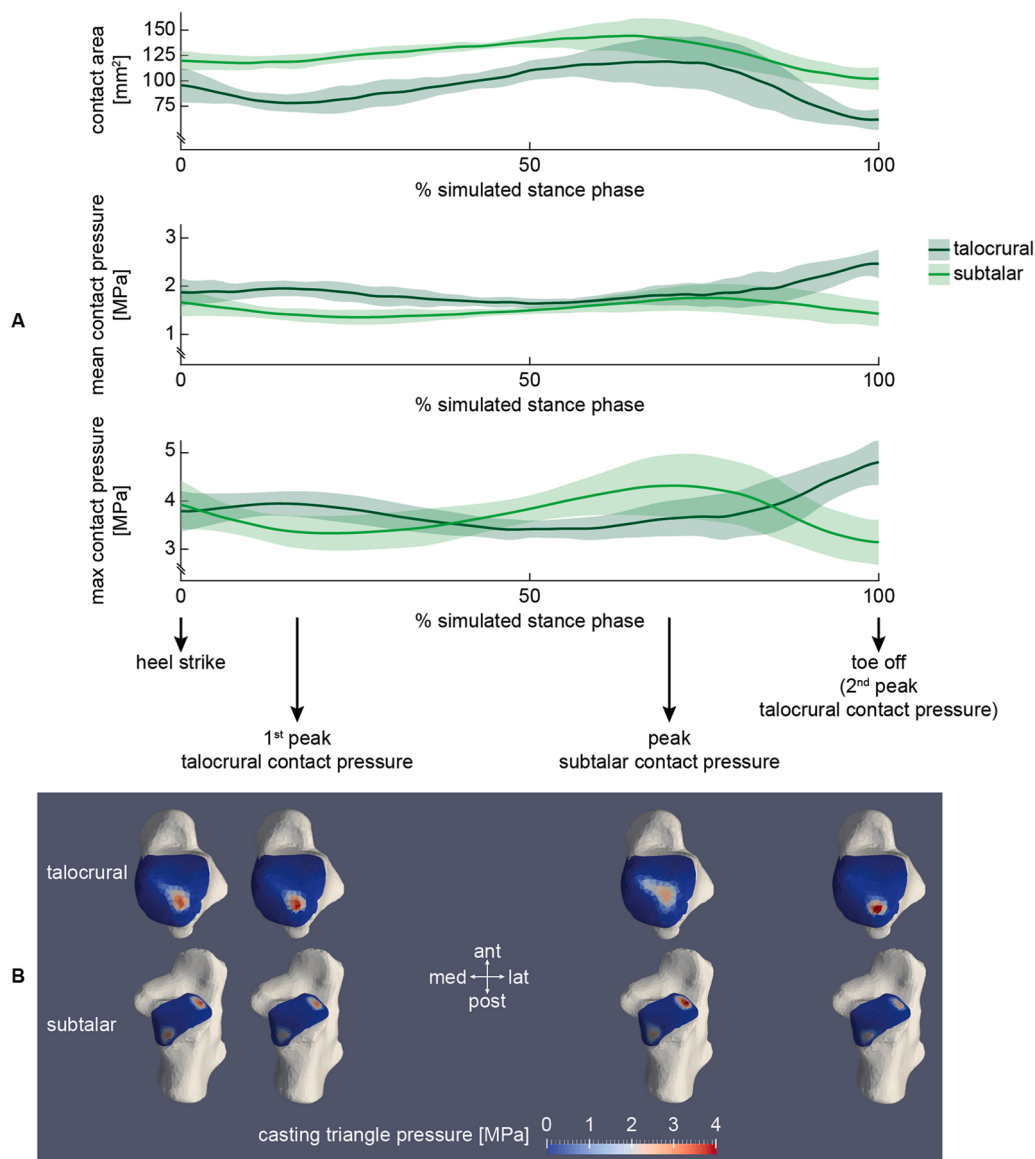 A
contact area
[mm²]
150
125
100
75
0
50
100
% simulated stance phase
mean contact pressure
[MPa]
3
2
1
0
50
100
% simulated stance phase
talocrural
subtalar
max contact pressure
[MPa]
5
4
3
0
50
100
% simulated stance phase
heel strike
1st peak
talocrural contact pressure
peak
subtalar contact pressure
toe off
(2nd peak
talocrural contact pressure)
B
talocrural
ant
med
lat
post
subtalar
casting triangle pressure [MPa]
0
1
2
3
4